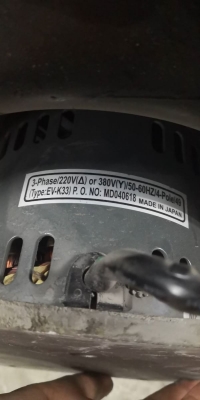 3-Phase/220V(Δ) or 380V(Y)/50-60HZ/4-Pole/
(Type:EV-K33) P. O. NO: MD040618 MADE IN JAPAN